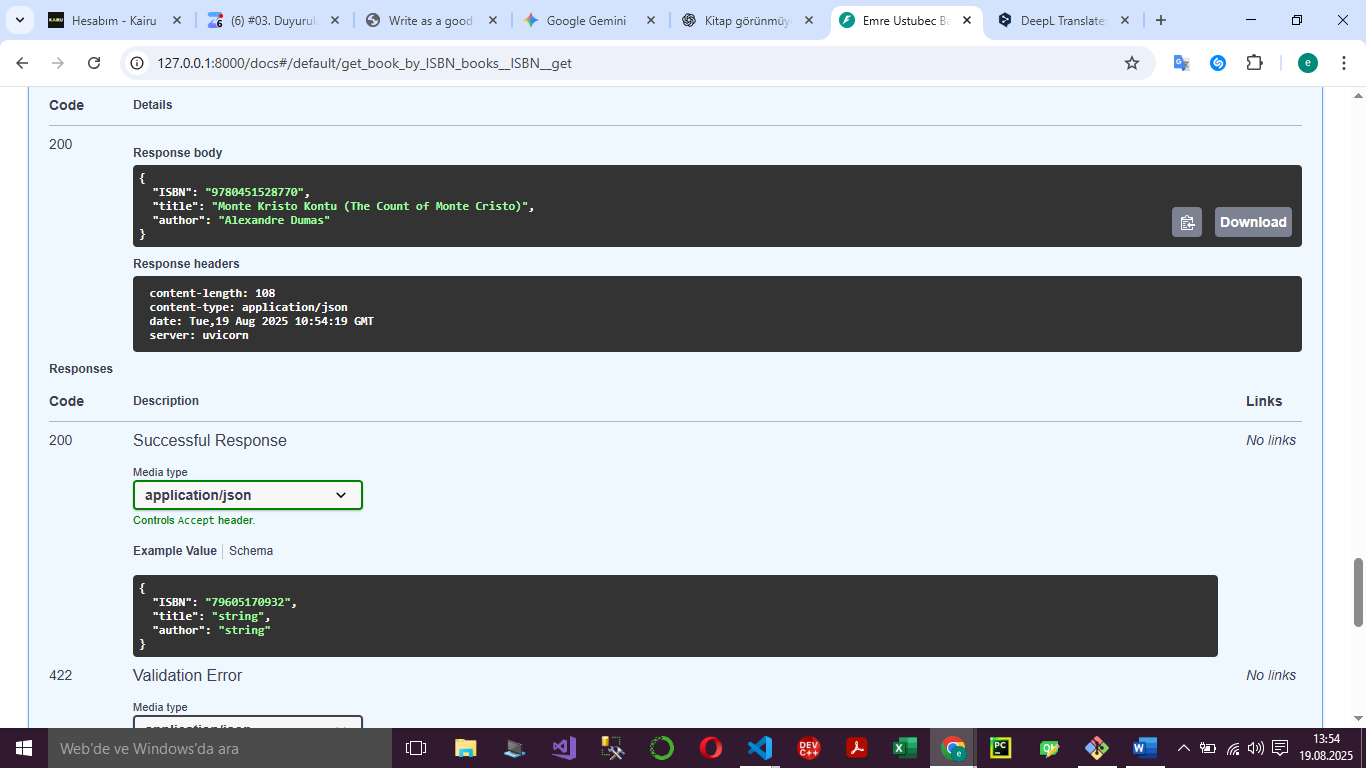 Hesabım - Kairu
(6) #03. Duyurul
Write as a good
Google Gemini
Kitap görünmüy
Emre Ustubec Ba
DeepL Translate
127.0.0.1:8000/docs#/default/get_book_by_ISBN_books__ISBN__get
e
Code Details
200
Response body
{
"ISBN": "9780451528770",
"title": "Monte Kristo Kontu (The Count of Monte Cristo)",
"author": "Alexandre Dumas"
}
Download
Response headers
content-length: 108
content-type: application/json
date: Tue,19 Aug 2025 10:54:19 GMT
server: uvicorn
Responses
Code Description Links
200 Successful Response No links
Media type
application/json
Controls Accept header.
Example Value Schema
{
"ISBN": "79605170932",
"title": "string",
"author": "string"
}
422 Validation Error No links
Media type
application/json
Web'de ve Windows'da ara
13:54
19.08.2025